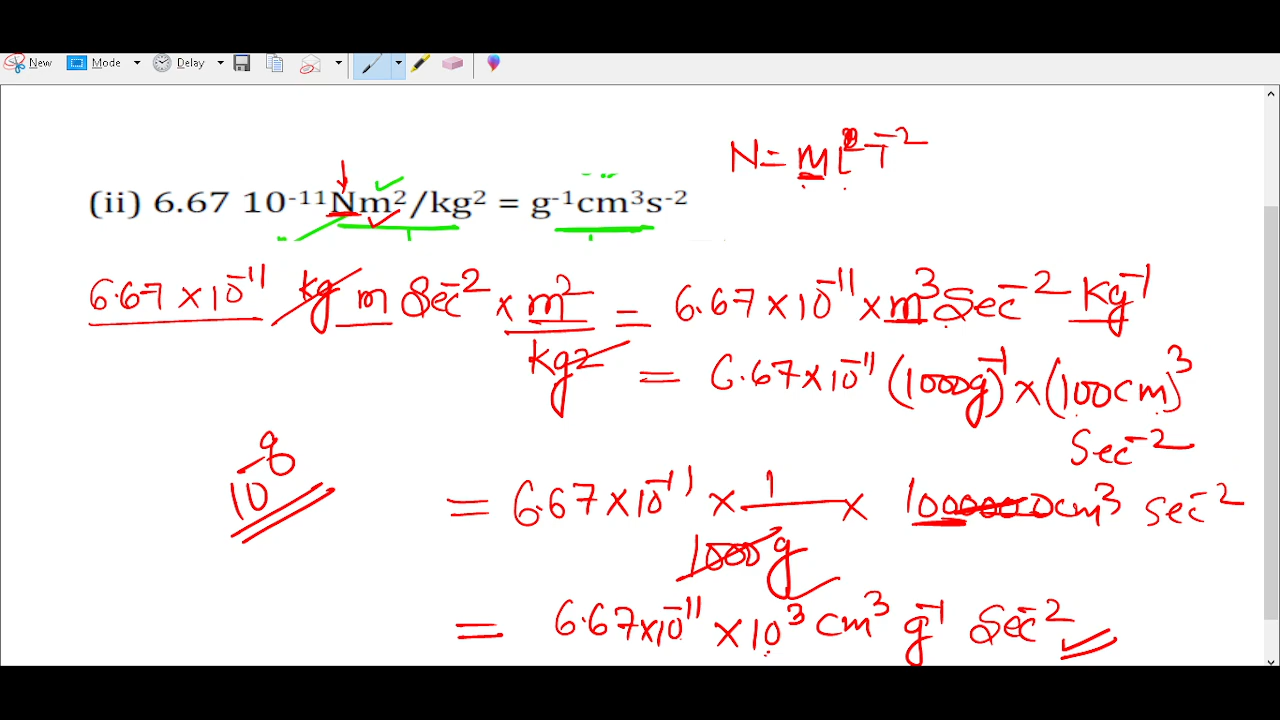 New Mode Delay
N = m L T⁻²
(ii) 6.67 10⁻¹¹Nm²/kg² = g⁻¹cm³s⁻²
6.67 × 10⁻¹¹ kg m Sec⁻² × m²/kg² = 6.67 × 10⁻¹¹ × m³ Sec⁻² Kg⁻¹
= 6.67 × 10⁻¹¹ (1000g)⁻¹ × (100cm)³
Sec⁻²
10⁻⁸
= 6.67 × 10⁻¹¹ × 1/1000g × 1000000cm³ sec⁻²
= 6.67×10⁻¹¹ × 10³ cm³ g⁻¹ Sec⁻²